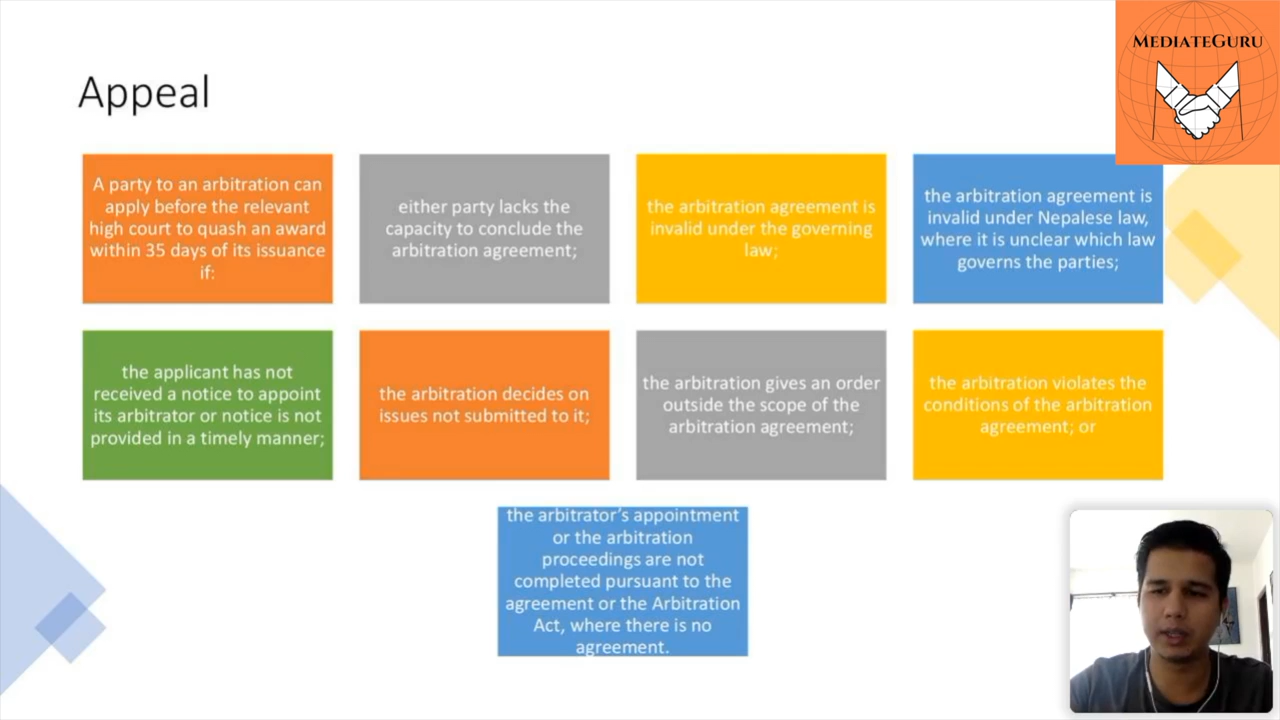 MEDIATEGURU
Appeal
A party to an arbitration can
apply before the relevant
high court to quash an award
within 35 days of its issuance
if:
either party lacks the
capacity to conclude the
arbitration agreement;
the arbitration agreement is
invalid under the governing
law;
the arbitration agreement is
invalid under Nepalese law,
where it is unclear which law
governs the parties;
the applicant has not
received a notice to appoint
its arbitrator or notice is not
provided in a timely manner;
the arbitration decides on
issues not submitted to it;
the arbitration gives an order
outside the scope of the
arbitration agreement;
the arbitration violates the
conditions of the arbitration
agreement; or
the arbitrator’s appointment
or the arbitration
proceedings are not
completed pursuant to the
agreement or the Arbitration
Act, where there is no
agreement.